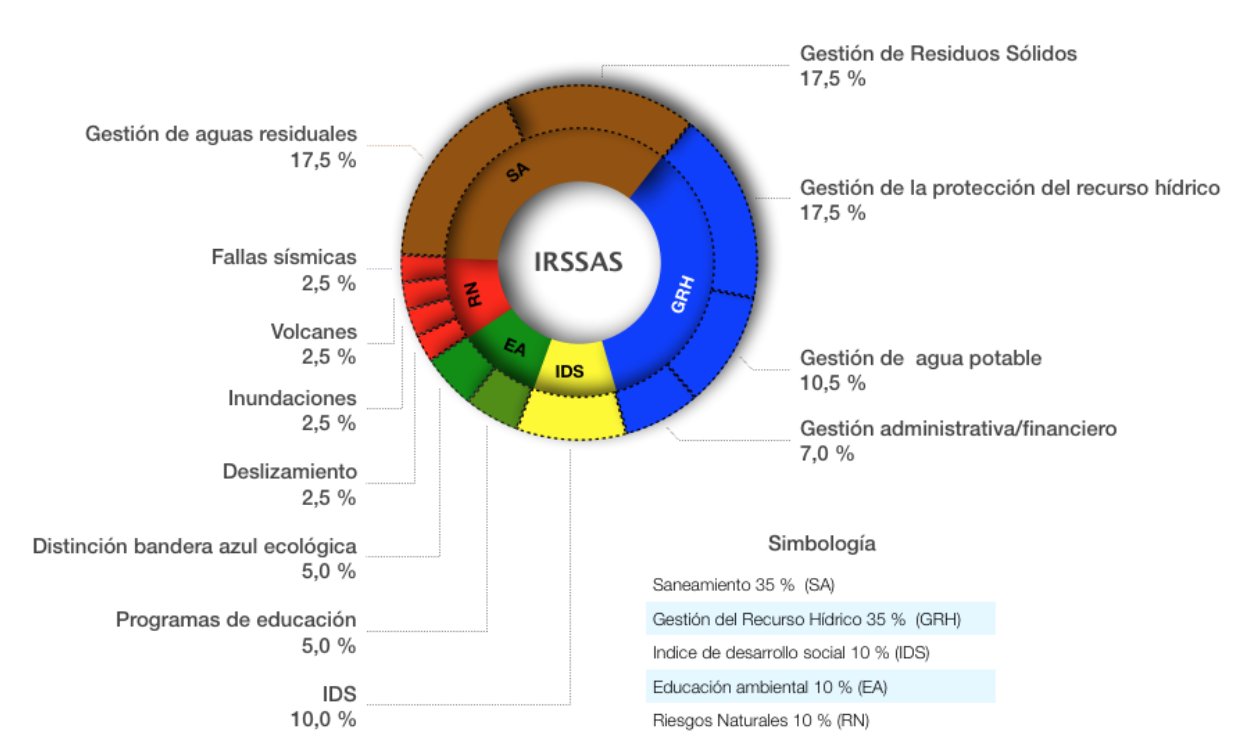 Gestión de Residuos Sólidos
17,5 %
Gestión de aguas residuales
17,5 %
SA
Gestión de la protección del recurso hídrico
17,5 %
Fallas sísmicas
2,5 %
IRSSAS
RN
GRH
Volcanes
2,5 %
EA
IDS
Gestión de  agua potable
10,5 %
Inundaciones
2,5 %
Gestión administrativa/financiero
7,0 %
Deslizamiento
2,5 %
Distinción bandera azul ecológica
5,0 %
Programas de educación
5,0 %
IDS
10,0 %
Simbología
Saneamiento 35 %  (SA)
Gestión del Recurso Hídrico 35 %  (GRH)
Indice de desarrollo social 10 % (IDS)
Educación ambiental 10 % (EA)
Riesgos Naturales 10 % (RN)